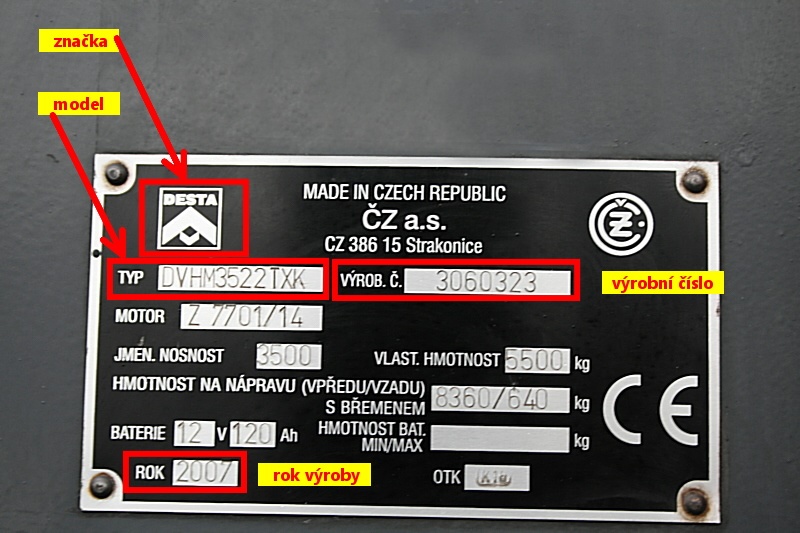 značka
model
DESTA
MADE IN CZECH REPUBLIC
ČZ a.s.
CZ 386 15 Strakonice
ČZ
TYP DVHM3522TXK VÝROB. Č. 3060323
výrobní číslo
MOTOR Z 7701/14
JMEN. NOSNOST 3500 VLAST. HMOTNOST 5500 kg
HMOTNOST NA NÁPRAVU (VPŘEDU/VZADU)
S BŘEMENEM 8360/640 kg
BATERIE 12 V 120 Ah HMOTNOST BAT.
MIN/MAX kg
CE
ROK 2007 rok výroby OTK